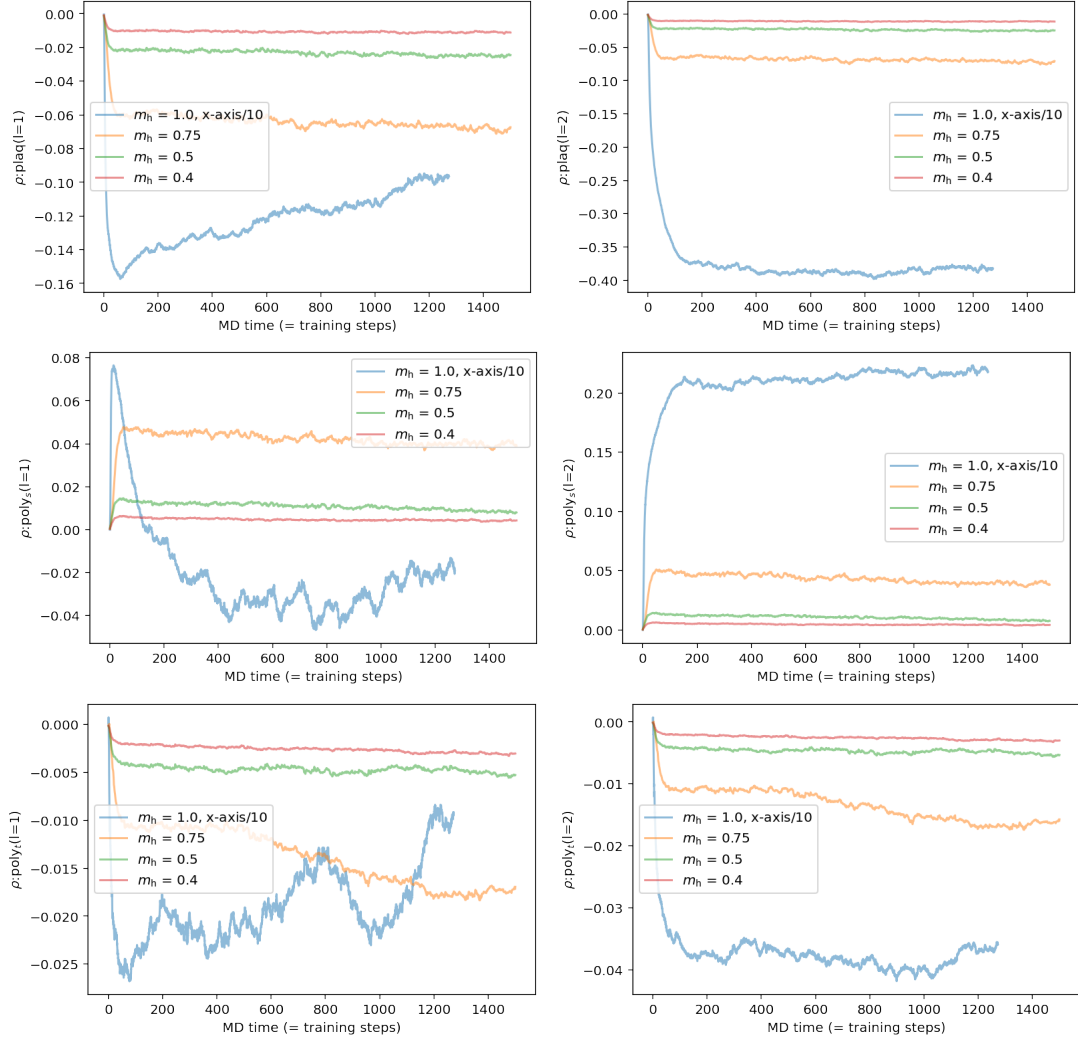 0.00
−0.02
−0.04
−0.06
−0.08
−0.10
−0.12
−0.14
−0.16
ρ:plaq(l=1)
m_h = 1.0, x-axis/10
m_h = 0.75
m_h = 0.5
m_h = 0.4
0 200 400 600 800 1000 1200 1400
MD time (= training steps)
0.00
−0.05
−0.10
−0.15
−0.20
−0.25
−0.30
−0.35
−0.40
ρ:plaq(l=2)
m_h = 1.0, x-axis/10
m_h = 0.75
m_h = 0.5
m_h = 0.4
0 200 400 600 800 1000 1200 1400
MD time (= training steps)
0.08
0.06
0.04
0.02
0.00
−0.02
−0.04
ρ:poly_s(l=1)
m_h = 1.0, x-axis/10
m_h = 0.75
m_h = 0.5
m_h = 0.4
0 200 400 600 800 1000 1200 1400
MD time (= training steps)
0.20
0.15
0.10
0.05
0.00
ρ:poly_s(l=2)
m_h = 1.0, x-axis/10
m_h = 0.75
m_h = 0.5
m_h = 0.4
0 200 400 600 800 1000 1200 1400
MD time (= training steps)
0.000
−0.005
−0.010
−0.015
−0.020
−0.025
ρ:poly_t(l=1)
m_h = 1.0, x-axis/10
m_h = 0.75
m_h = 0.5
m_h = 0.4
0 200 400 600 800 1000 1200 1400
MD time (= training steps)
0.00
−0.01
−0.02
−0.03
−0.04
ρ:poly_t(l=2)
m_h = 1.0, x-axis/10
m_h = 0.75
m_h = 0.5
m_h = 0.4
0 200 400 600 800 1000 1200 1400
MD time (= training steps)